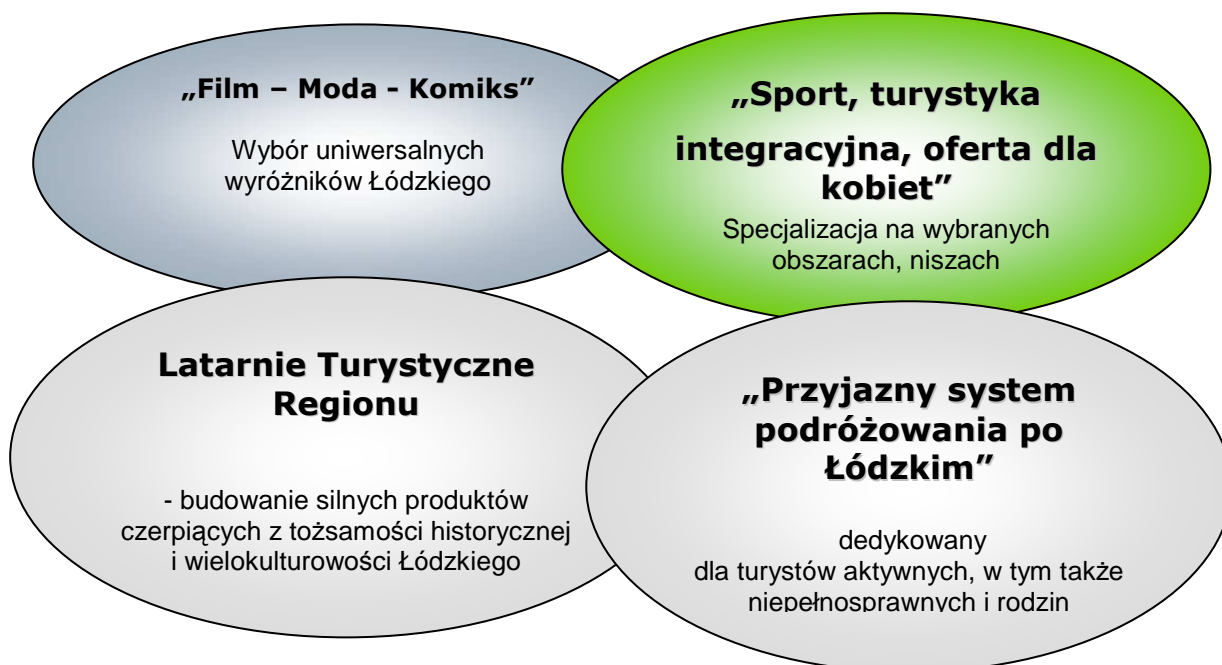 „Film – Moda - Komiks”
Wybór uniwersalnych
wyróżników Łódzkiego
„Sport, turystyka
integracyjna, oferta dla
kobiet”
Specjalizacja na wybranych
obszarach, niszach
Latarnie Turystyczne
Regionu
- budowanie silnych produktów
czerpiących z tożsamości historycznej
i wielokulturowości Łódzkiego
„Przyjazny system
podróżowania po
Łódzkim”
dedykowany
dla turystów aktywnych, w tym także
niepełnosprawnych i rodzin